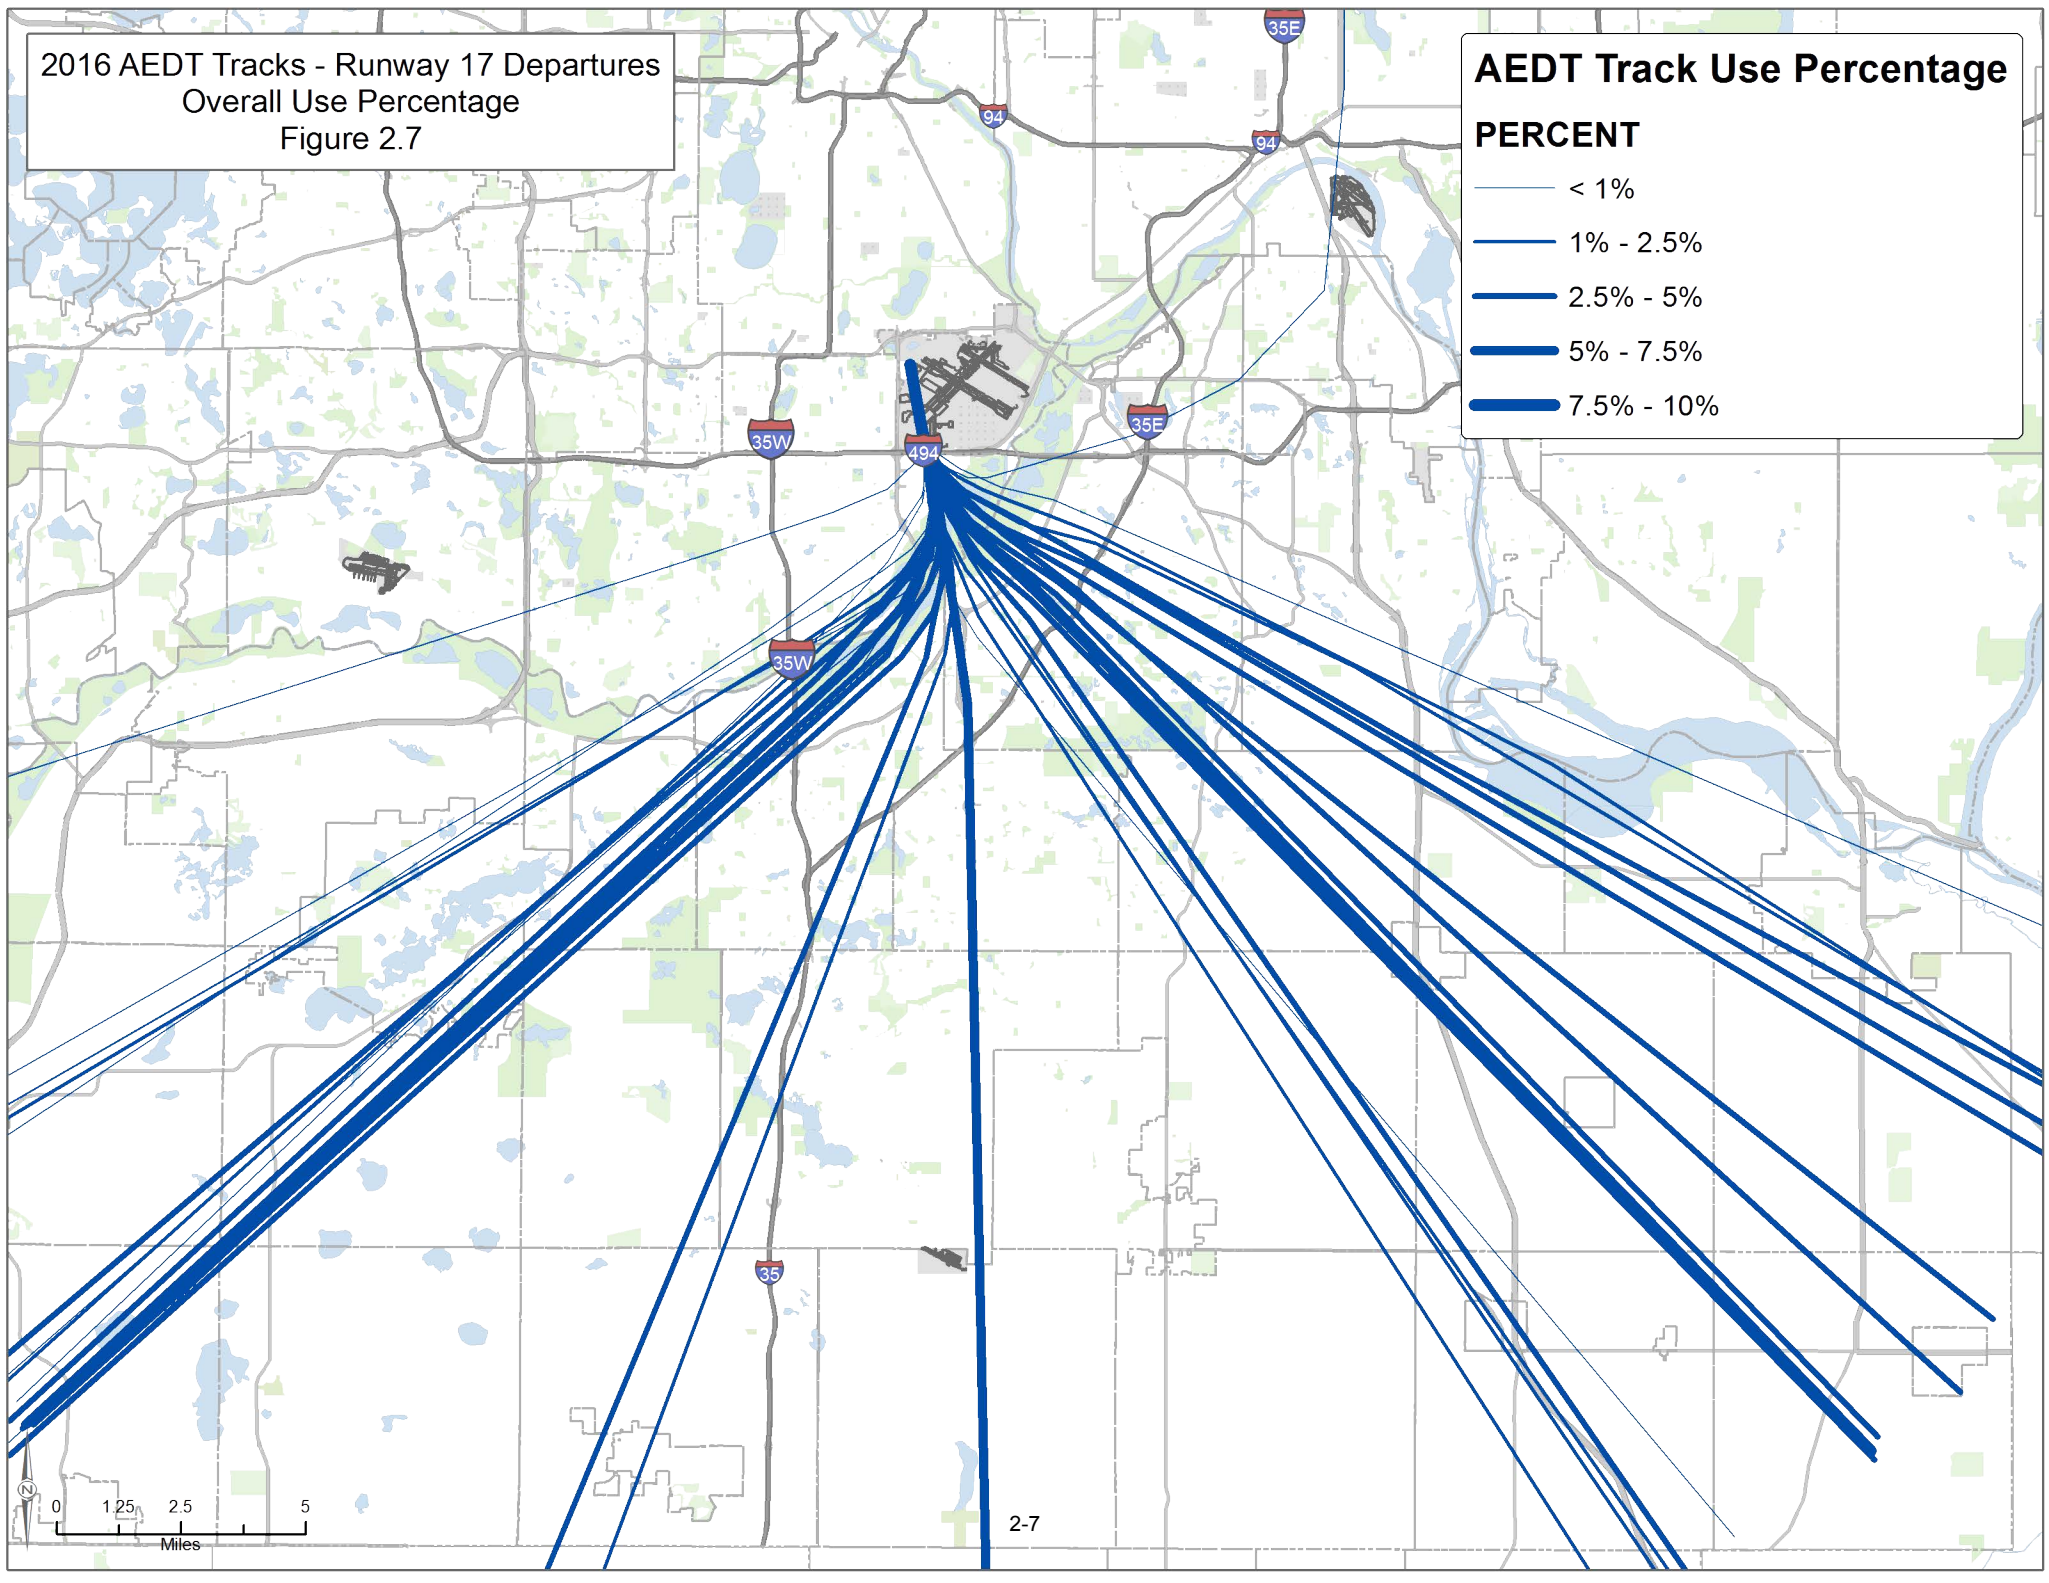 2016 AEDT Tracks - Runway 17 Departures
Overall Use Percentage
Figure 2.7
AEDT Track Use Percentage
PERCENT
< 1%
1% - 2.5%
2.5% - 5%
5% - 7.5%
7.5% - 10%
35E
94
94
35W
35E
494
35W
35
N
0 1.25 2.5 5
Miles
2-7